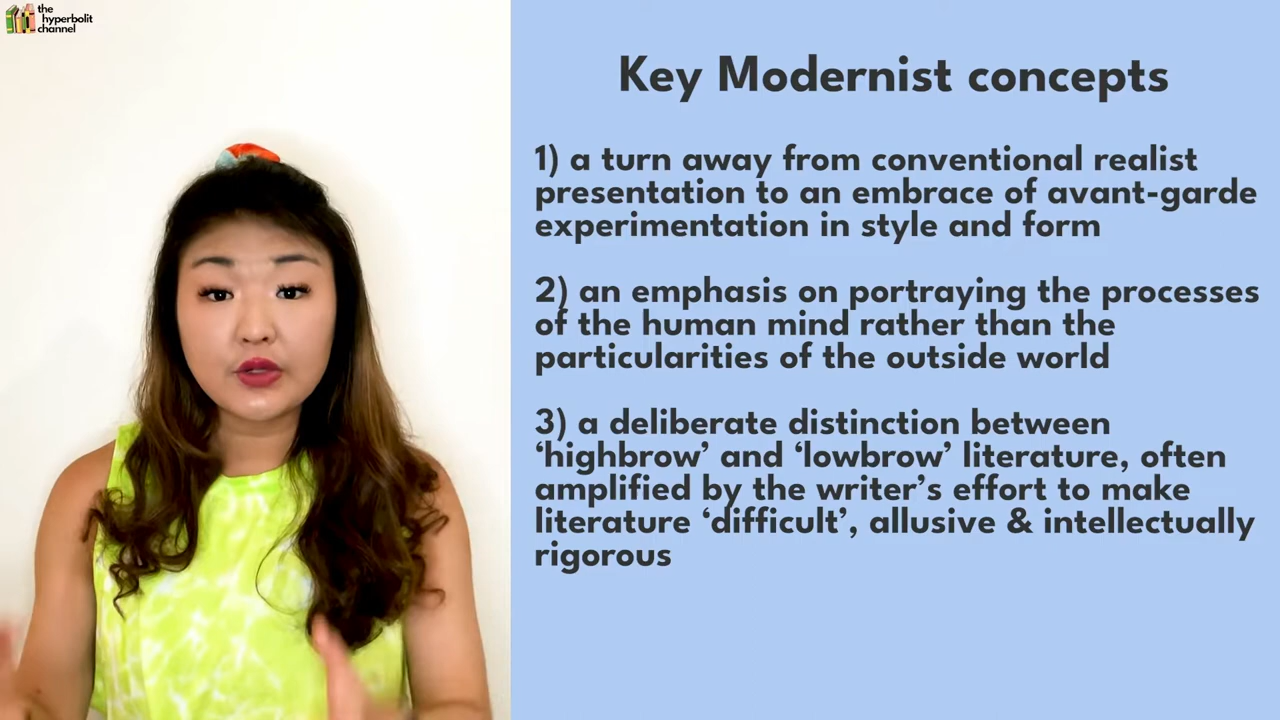 the
hyperbolit
channel
Key Modernist concepts
1) a turn away from conventional realist
presentation to an embrace of avant-garde
experimentation in style and form
2) an emphasis on portraying the processes
of the human mind rather than the
particularities of the outside world
3) a deliberate distinction between
‘highbrow’ and ‘lowbrow’ literature, often
amplified by the writer’s effort to make
literature ‘difficult’, allusive & intellectually
rigorous